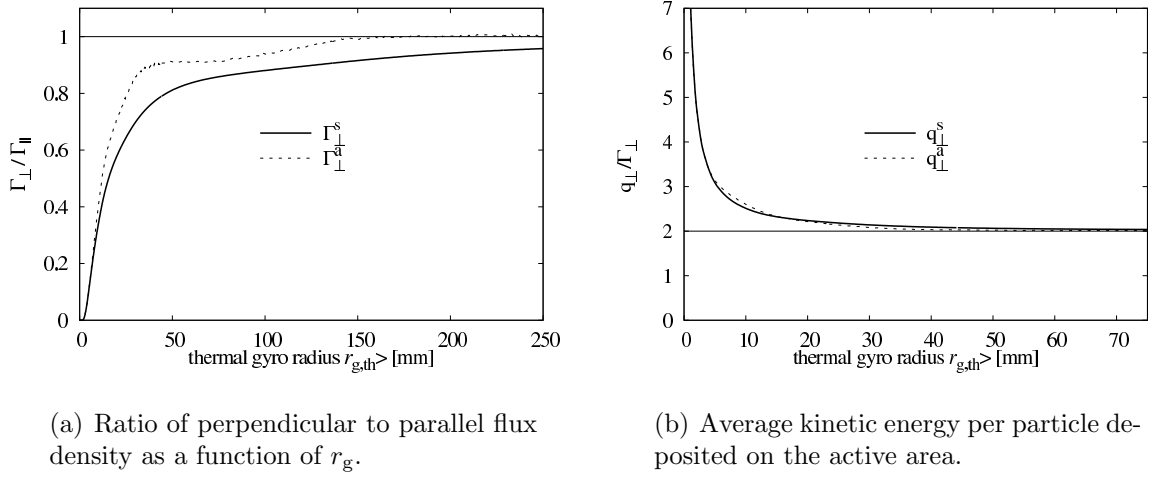 1
0.8
0.6
0.4
0.2
0
Γ⊥ / Γ∥
Γ⊥^s
Γ⊥^a
0 50 100 150 200 250
thermal gyro radius r_g,th> [mm]
(a) Ratio of perpendicular to parallel flux
density as a function of r_g.
7
6
5
4
3
2
1
0
q⊥/Γ⊥
q⊥^s
q⊥^a
0 10 20 30 40 50 60 70
thermal gyro radius r_g,th> [mm]
(b) Average kinetic energy per particle de-
posited on the active area.